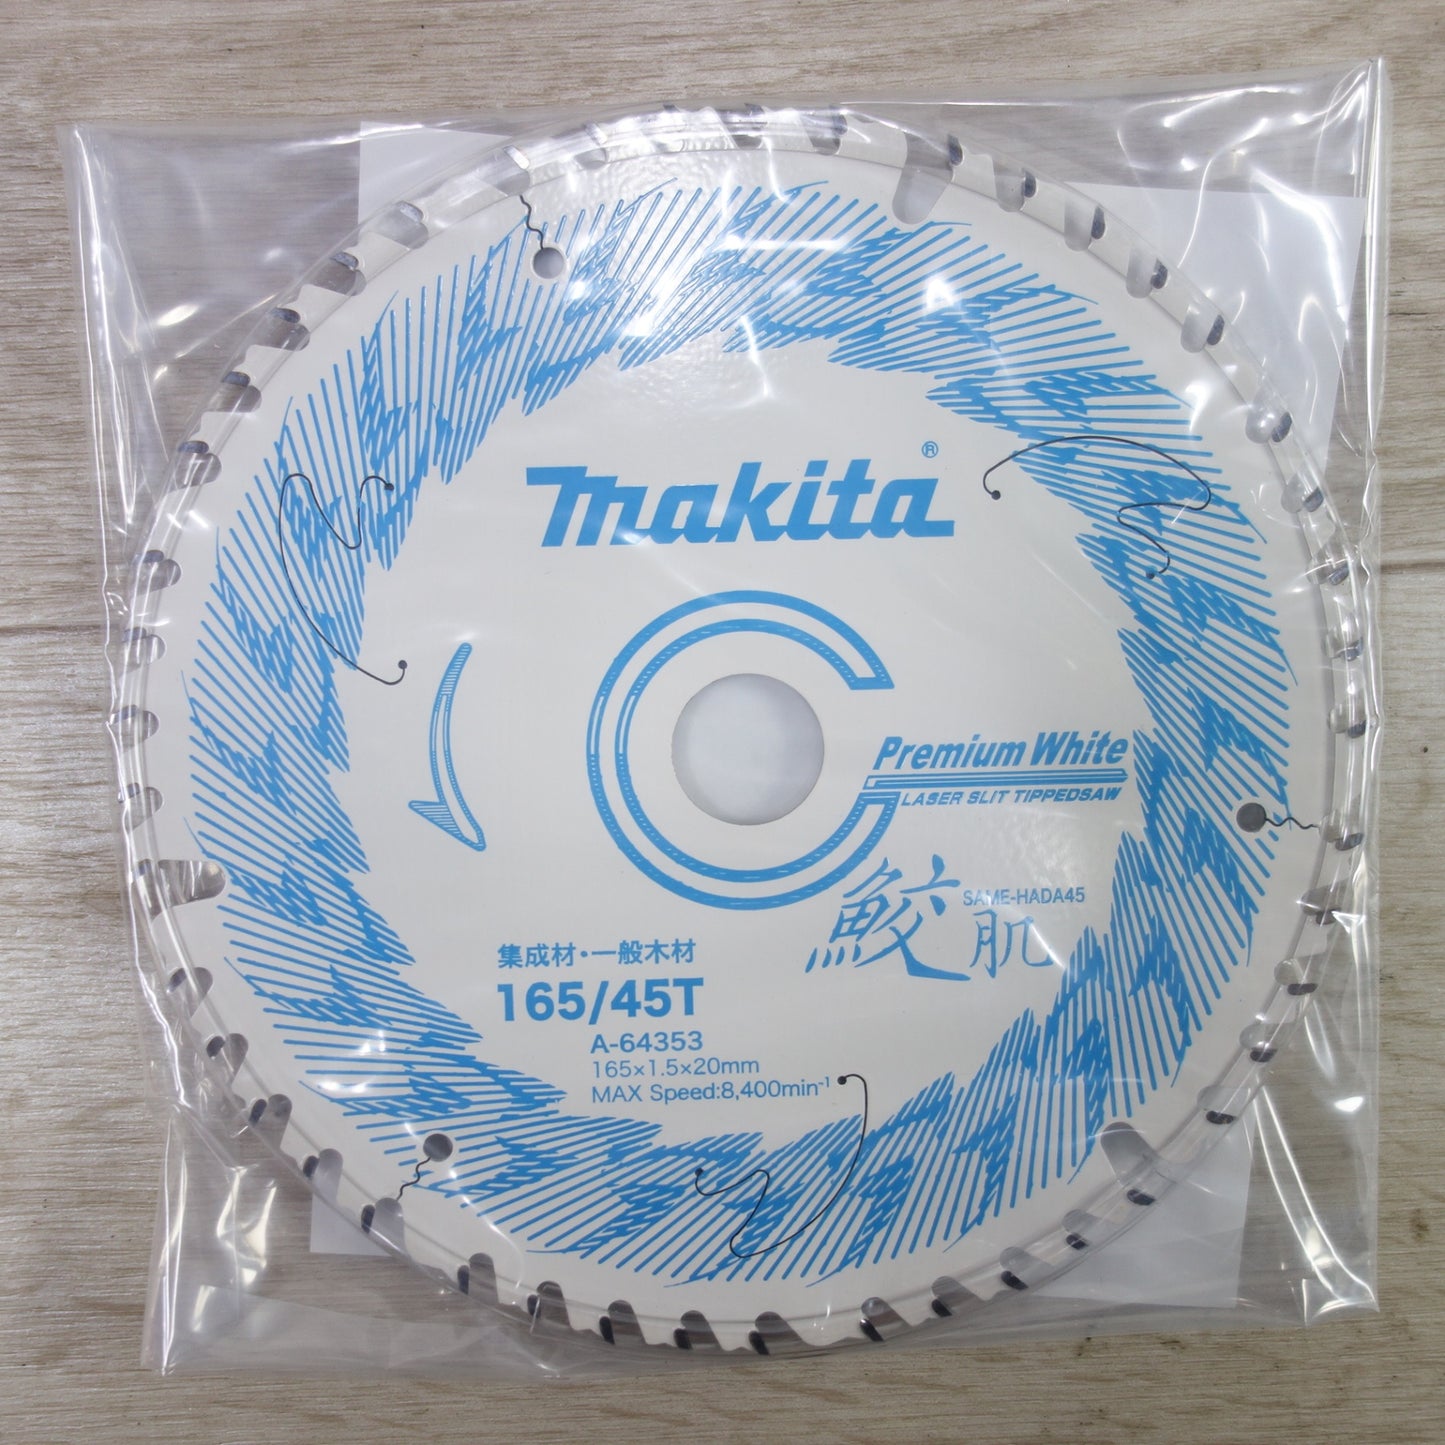 makita®
Premium White
LASER SLIT TIPPEDSAW
鮫肌
SAME-HADA45
集成材・一般木材
165/45T
A-64353
165×1.5×20mm
MAX Speed:8,400min⁻¹